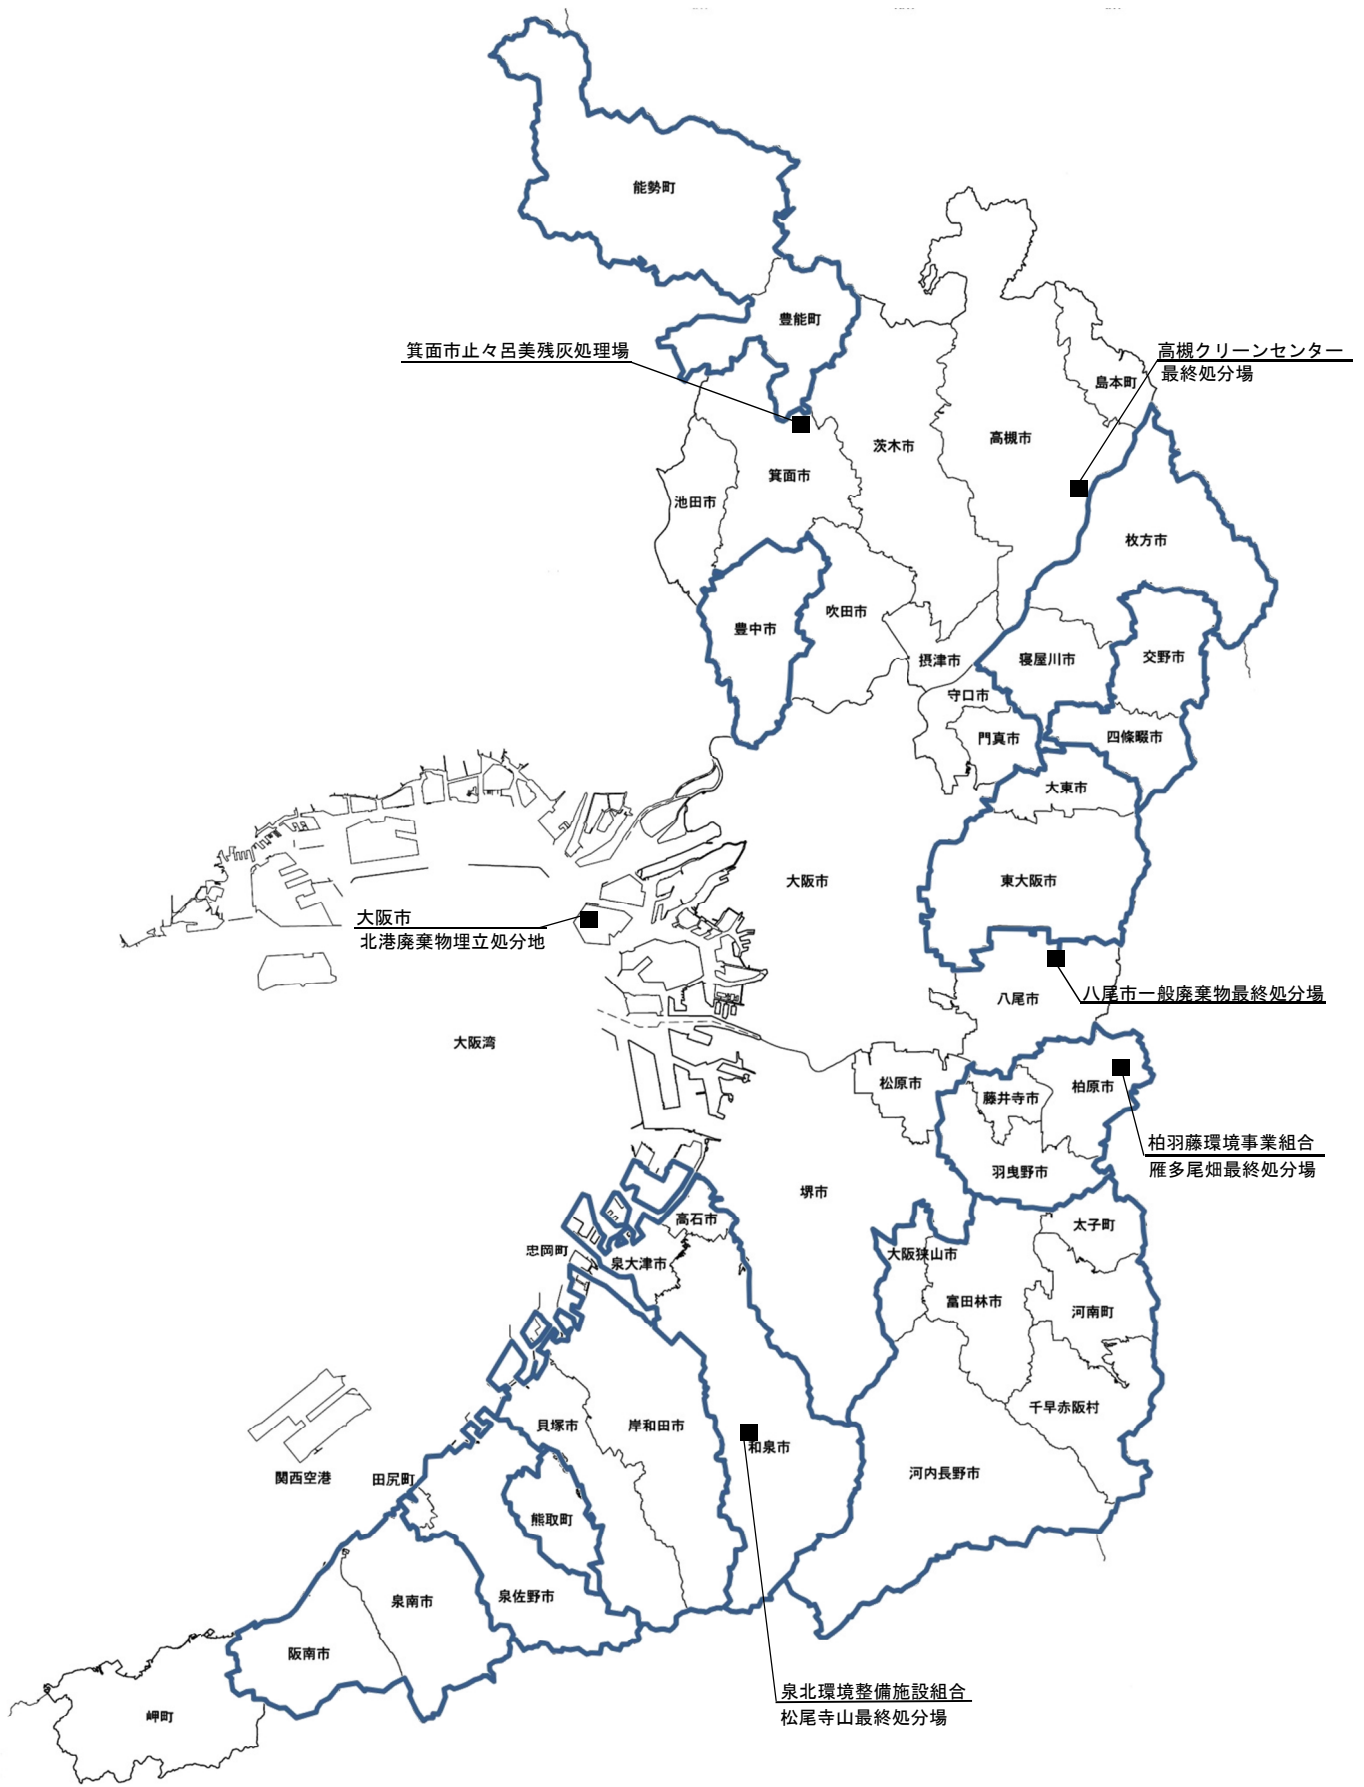 能勢町
豊能町
箕面市止々呂美残灰処理場
高槻クリーンセンター
最終処分場
島本町
高槻市
茨木市
箕面市
池田市
枚方市
吹田市
豊中市
摂津市
寝屋川市
交野市
守口市
門真市
四條畷市
大東市
大阪市
東大阪市
大阪市
北港廃棄物埋立処分地
八尾市
八尾市一般廃棄物最終処分場
大阪湾
松原市
藤井寺市
柏原市
柏羽藤環境事業組合
雁多尾畑最終処分場
羽曳野市
堺市
高石市
太子町
忠岡町
泉大津市
大阪狭山市
富田林市
河南町
千早赤阪村
貝塚市
岸和田市
和泉市
河内長野市
関西空港
田尻町
熊取町
泉佐野市
泉南市
阪南市
岬町
泉北環境整備施設組合
松尾寺山最終処分場